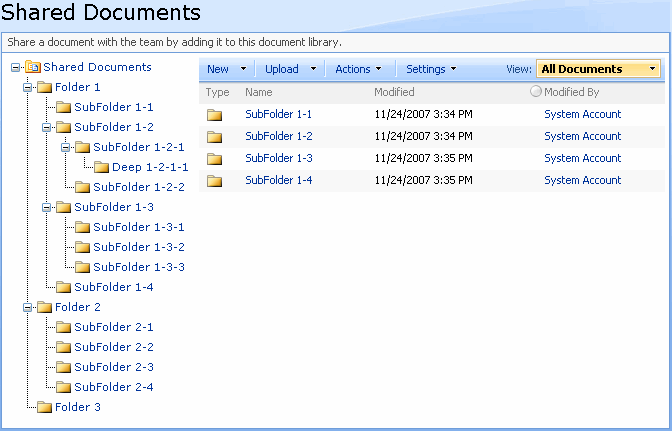 Shared Documents
Share a document with the team by adding it to this document library.
Shared Documents
Folder 1
SubFolder 1-1
SubFolder 1-2
SubFolder 1-2-1
Deep 1-2-1-1
SubFolder 1-2-2
SubFolder 1-3
SubFolder 1-3-1
SubFolder 1-3-2
SubFolder 1-3-3
SubFolder 1-4
Folder 2
SubFolder 2-1
SubFolder 2-2
SubFolder 2-3
SubFolder 2-4
Folder 3
New Upload Actions Settings View: All Documents
Type Name Modified Modified By
SubFolder 1-1 11/24/2007 3:34 PM System Account
SubFolder 1-2 11/24/2007 3:34 PM System Account
SubFolder 1-3 11/24/2007 3:35 PM System Account
SubFolder 1-4 11/24/2007 3:35 PM System Account